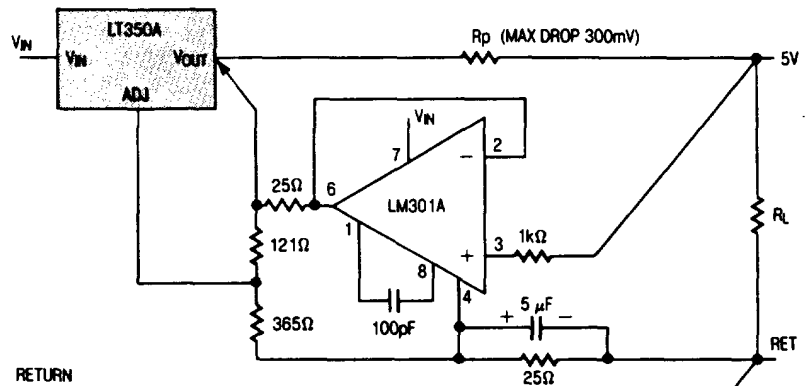 LT350A
VIN
VIN
VOUT
ADJ
Rp (MAX DROP 300mV)
5V
VIN
7
2
−
25Ω
6
LM301A
RL
1
121Ω
+
3
1kΩ
8
4
100pF
365Ω
+ 5 µF −
25Ω
RET
RETURN